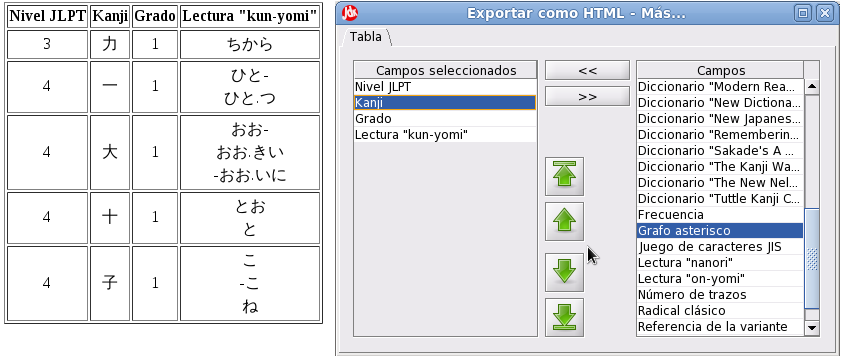 Nivel JLPT Kanji Grado Lectura "kun-yomi"
3 力 1 ちから
4 一 1 ひと-
ひと.つ
4 大 1 おお-
おお.きい
-おお.いに
4 十 1 とお
と
4 子 1 こ
-こ
ね
Exportar como HTML - Más...
Tabla
Campos seleccionados
Nivel JLPT
Kanji
Grado
Lectura "kun-yomi"
<<
>>
Campos
Diccionario "Modern Rea...
Diccionario "New Dictiona...
Diccionario "New Japanes...
Diccionario "Rememberin...
Diccionario "Sakade's A ...
Diccionario "The Kanji Wa...
Diccionario "The New Nel...
Diccionario "Tuttle Kanji C...
Frecuencia
Grafo asterisco
Juego de caracteres JIS
Lectura "nanori"
Lectura "on-yomi"
Número de trazos
Radical clásico
Referencia de la variante